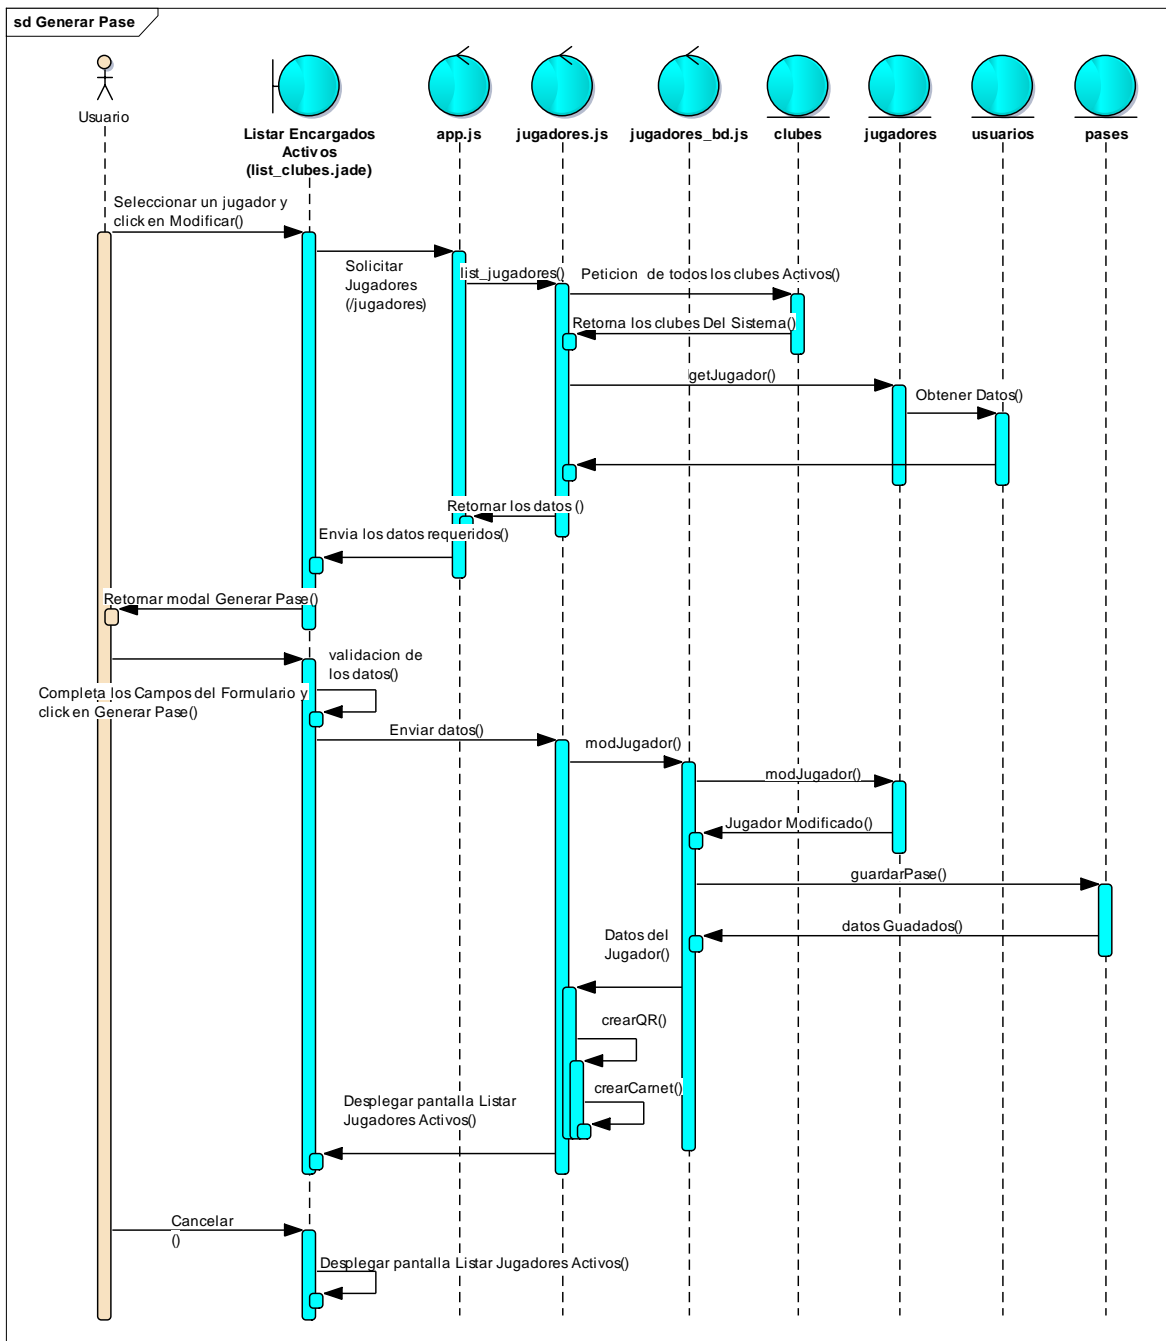 sd Generar Pase
Usuario
Listar Encargados
Activos
(list_clubes.jade)
app.js
jugadores.js
jugadores_bd.js
clubes
jugadores
usuarios
pases
Seleccionar un jugador y
click en Modificar()
Solicitar
Jugadores
(/jugadores)
list_jugadores()
Peticion de todos los clubes Activos()
Retorna los clubes Del Sistema()
getJugador()
Obtener Datos()
Retornar los datos ()
Envia los datos requeridos()
Retornar modal Generar Pase()
validacion de
los datos()
Completa los Campos del Formulario y
click en Generar Pase()
Enviar datos()
modJugador()
modJugador()
Jugador Modificado()
guardarPase()
datos Guadados()
Datos del
Jugador()
crearQR()
crearCarnet()
Desplegar pantalla Listar
Jugadores Activos()
Cancelar
()
Desplegar pantalla Listar Jugadores Activos()